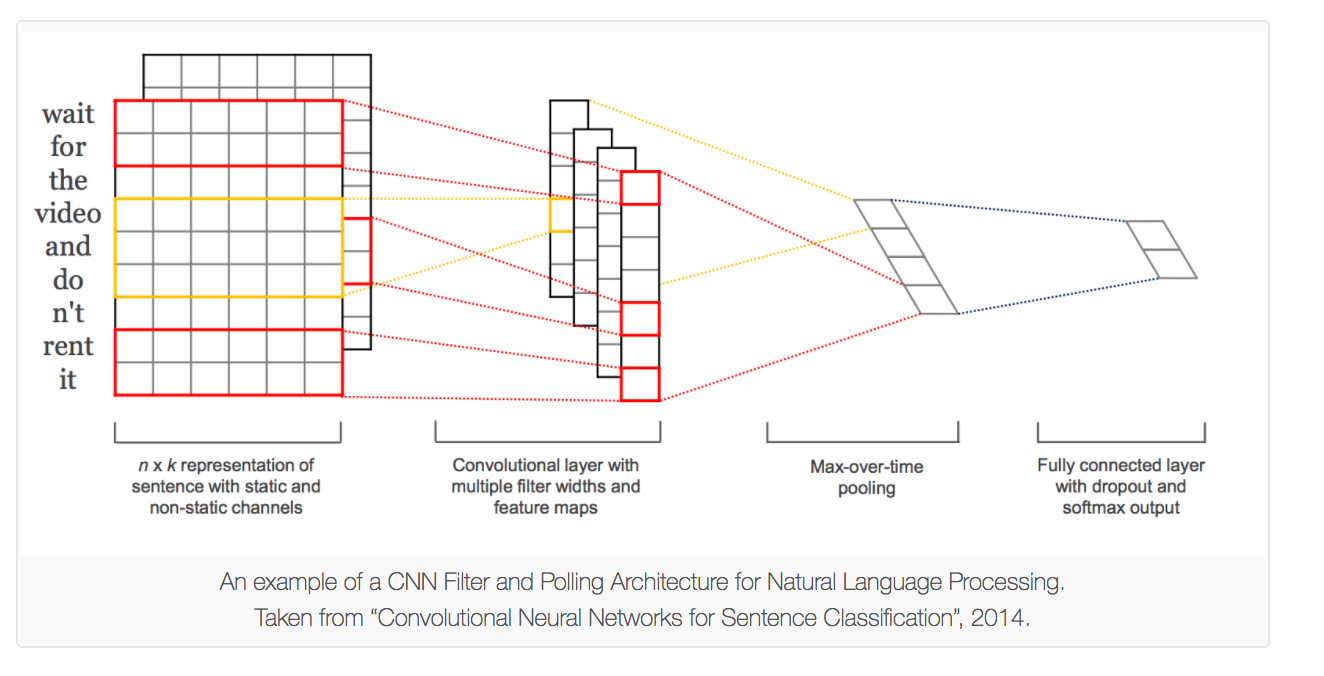 wait
for
the
video
and
do
n't
rent
it
n x k representation of
sentence with static and
non-static channels
Convolutional layer with
multiple filter widths and
feature maps
Max-over-time
pooling
Fully connected layer
with dropout and
softmax output
An example of a CNN Filter and Polling Architecture for Natural Language Processing.
Taken from “Convolutional Neural Networks for Sentence Classification”, 2014.